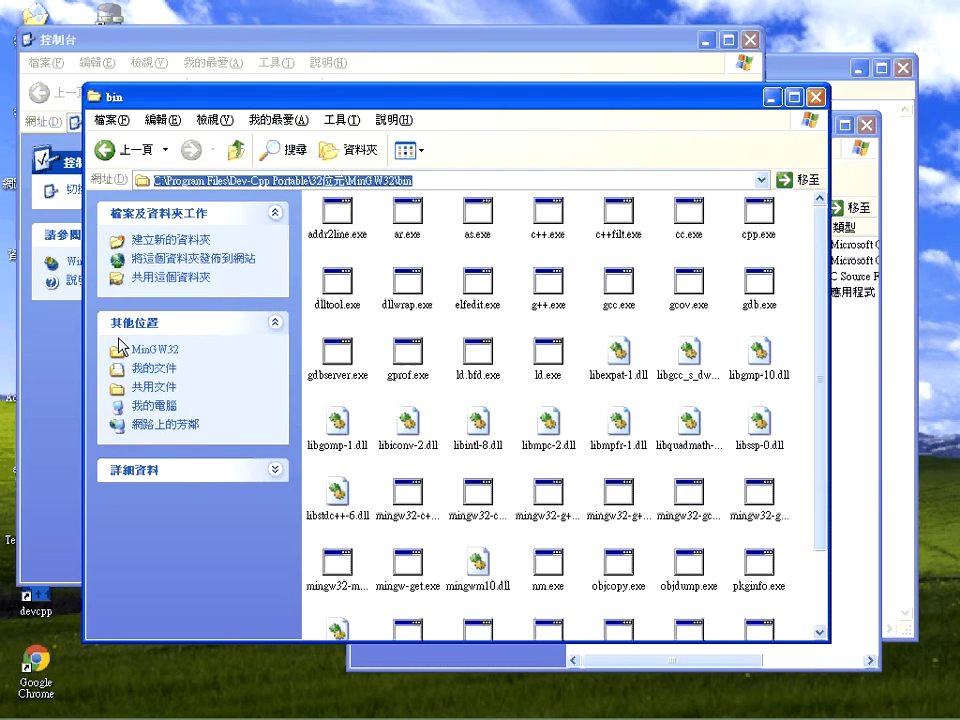 控制台
檔案(F) 編輯(E) 檢視(V) 我的最愛(A) 工具(T) 說明(H)
上一
網址(D)
控制
切換
請參閱
Win
說明
bin
檔案(F) 編輯(E) 檢視(V) 我的最愛(A) 工具(T) 說明(H)
上一頁 搜尋 資料夾
網址(D) C:\Program Files\Dev-Cpp Portable\32位元\MinGW32\bin 移至
檔案及資料夾工作
建立新的資料夾
將這個資料夾發佈到網站
共用這個資料夾
其他位置
MinGW32
我的文件
共用文件
我的電腦
網路上的芳鄰
詳細資料
addr2line.exe ar.exe as.exe c++.exe c++filt.exe cc.exe cpp.exe
dlltool.exe dllwrap.exe elfedit.exe g++.exe gcc.exe gcov.exe gdb.exe
gdbserver.exe gprof.exe ld.bfd.exe ld.exe libexpat-1.dll libgcc_s_dw... libgmp-10.dll
libgomp-1.dll libiconv-2.dll libintl-8.dll libmpc-2.dll libmpfr-1.dll libquadmath-... libssp-0.dll
libstdc++-6.dll mingw32-c+... mingw32-c... mingw32-g+... mingw32-g+... mingw32-gc... mingw32-g...
mingw32-m... mingw-get.exe mingwm10.dll nm.exe objcopy.exe objdump.exe pkginfo.exe
移至
類型
Microsoft C
Microsoft C
C Source F
應用程式
devcpp
Google
Chrome